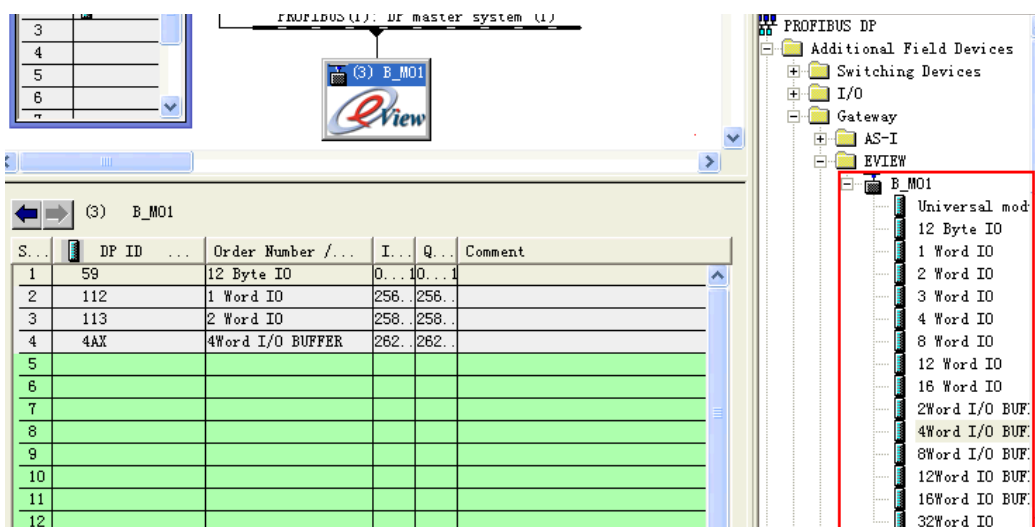 3
4
5
6
PROFIBUS(1): DP master system (1)
(3) B_MO1
eView
(3) B_MO1
S... DP ID ... Order Number /... I... Q... Comment
1 59 12 Byte IO 0...1 0...1
2 112 1 Word IO 256.. 256..
3 113 2 Word IO 258.. 258..
4 4AX 4Word I/O BUFFER 262.. 262..
5
6
7
8
9
10
11
12
PROFIBUS DP
Additional Field Devices
Switching Devices
I/O
Gateway
AS-I
EVIEW
B_MO1
Universal mod
12 Byte IO
1 Word IO
2 Word IO
3 Word IO
4 Word IO
8 Word IO
12 Word IO
16 Word IO
2Word I/O BUF
4Word I/O BUF
8Word I/O BUF
12Word IO BUF
16Word IO BUF
32Word IO